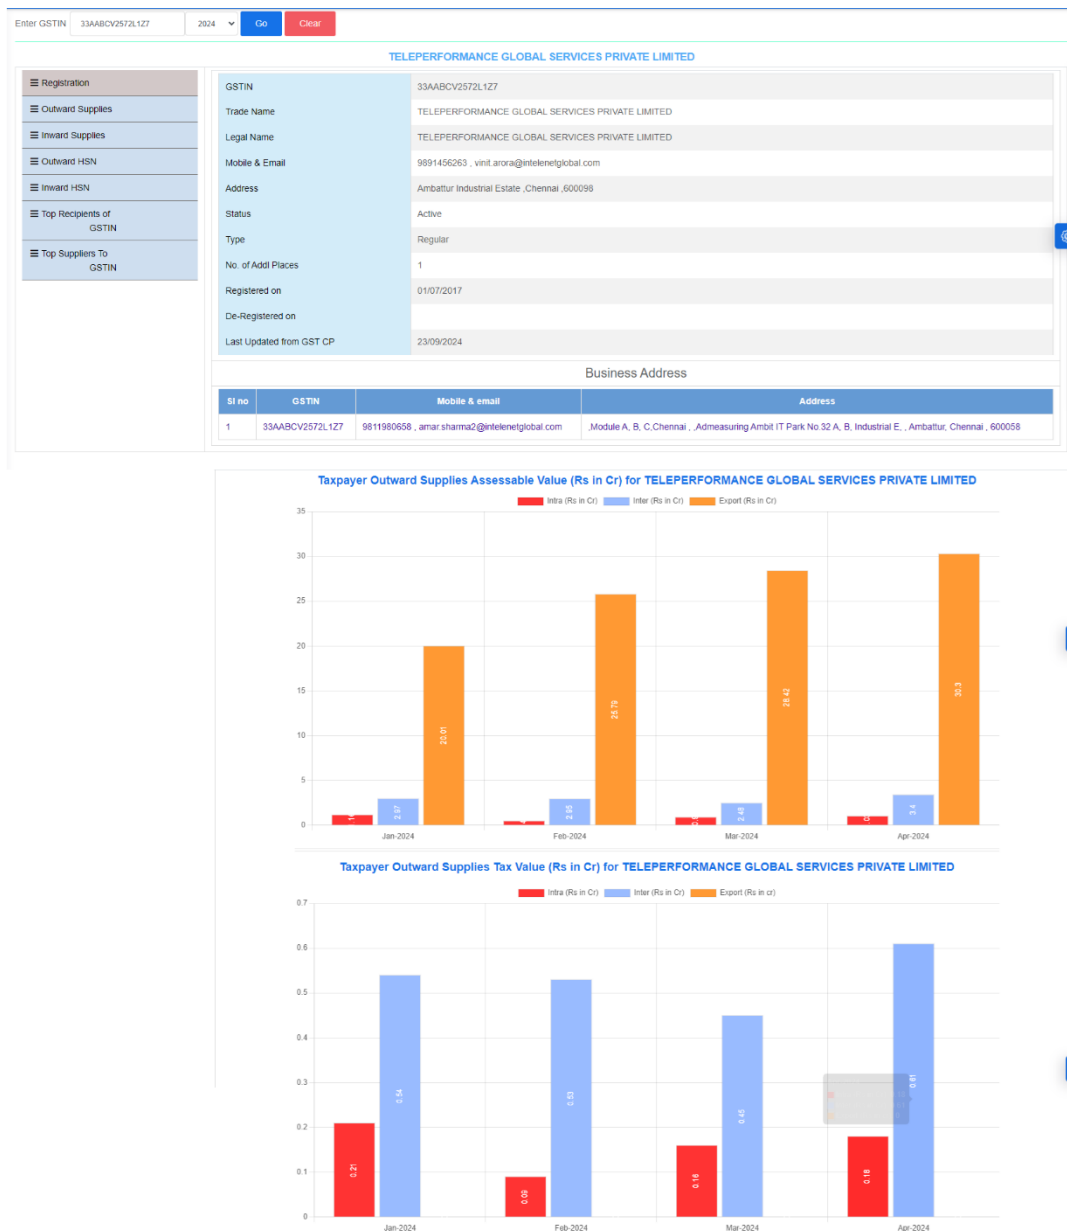 Enter GSTIN 33AABCV2572L1Z7 2024 Go Clear
TELEPERFORMANCE GLOBAL SERVICES PRIVATE LIMITED
Registration
Outward Supplies
Inward Supplies
Outward HSN
Inward HSN
Top Recipients of
GSTIN
Top Suppliers To
GSTIN
GSTIN 33AABCV2572L1Z7
Trade Name TELEPERFORMANCE GLOBAL SERVICES PRIVATE LIMITED
Legal Name TELEPERFORMANCE GLOBAL SERVICES PRIVATE LIMITED
Mobile & Email 9891456263 , vinit.arora@intelenetglobal.com
Address Ambattur Industrial Estate ,Chennai ,600098
Status Active
Type Regular
No. of Addl Places 1
Registered on 01/07/2017
De-Registered on
Last Updated from GST CP 23/09/2024
Business Address
Sl no GSTIN Mobile & email Address
1 33AABCV2572L1Z7 9811980658 , amar.sharma2@intelenetglobal.com ,Module A, B, C,Chennai , ,Admeasuring Ambit IT Park No.32 A, B, Industrial E, , Ambattur, Chennai , 600058
Taxpayer Outward Supplies Assessable Value (Rs in Cr) for TELEPERFORMANCE GLOBAL SERVICES PRIVATE LIMITED
Intra (Rs in Cr) Inter (Rs in Cr) Export (Rs in Cr)
35
30
25
20
15
10
5
0
2.97 20.01
2.95 25.79
2.48 28.42
3.4 30.3
Jan-2024 Feb-2024 Mar-2024 Apr-2024
Taxpayer Outward Supplies Tax Value (Rs in Cr) for TELEPERFORMANCE GLOBAL SERVICES PRIVATE LIMITED
Intra (Rs in Cr) Inter (Rs in Cr) Export (Rs in cr)
0.7
0.6
0.5
0.4
0.3
0.2
0.1
0
0.21 0.54
0.09 0.53
0.16 0.45
0.18 0.61
Jan-2024 Feb-2024 Mar-2024 Apr-2024